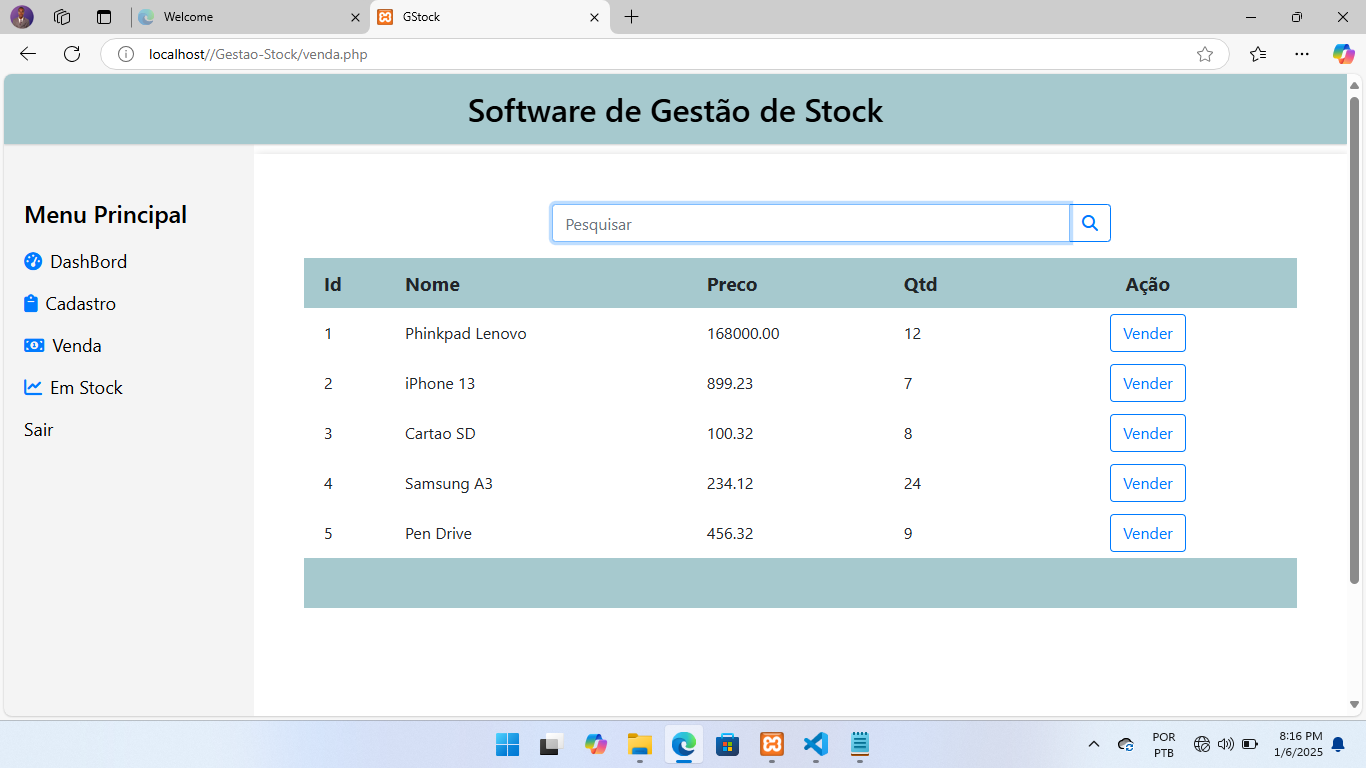 Welcome
GStock
localhost//Gestao-Stock/venda.php
Software de Gestão de Stock
Menu Principal
DashBord
Cadastro
Venda
Em Stock
Sair
Pesquisar
Id Nome Preco Qtd Ação
1 Phinkpad Lenovo 168000.00 12 Vender
2 iPhone 13 899.23 7 Vender
3 Cartao SD 100.32 8 Vender
4 Samsung A3 234.12 24 Vender
5 Pen Drive 456.32 9 Vender
POR 8:16 PM
PTB 1/6/2025